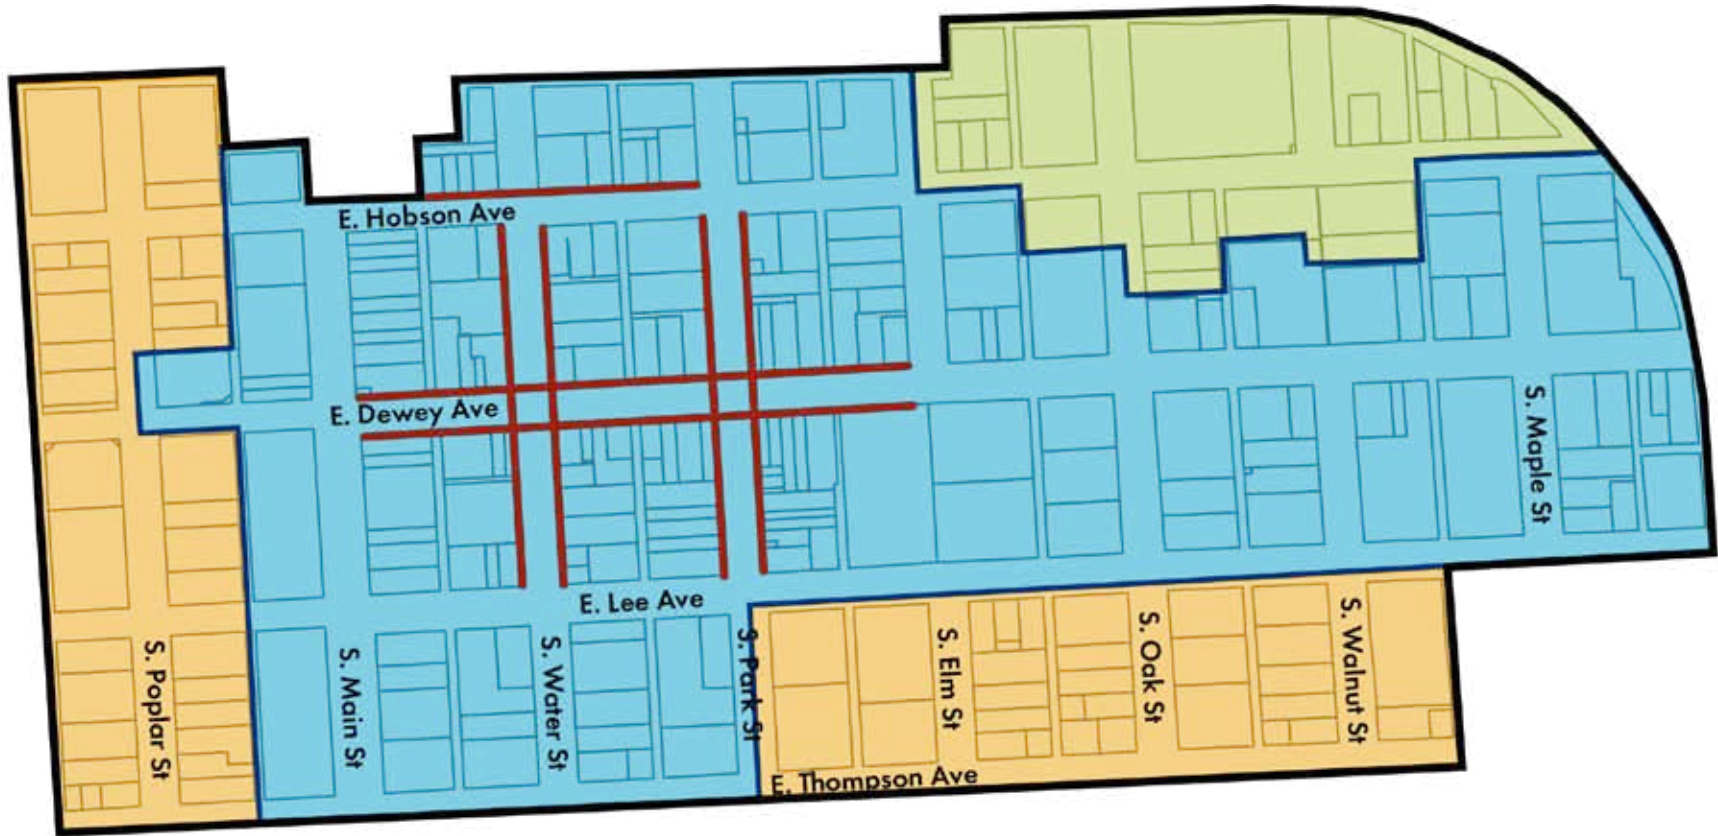 E. Hobson Ave
E. Dewey Ave
S. Maple St
E. Lee Ave
S. Poplar St
S. Main St
S. Water St
S. Park St
S. Elm St
S. Oak St
S. Walnut St
E. Thompson Ave